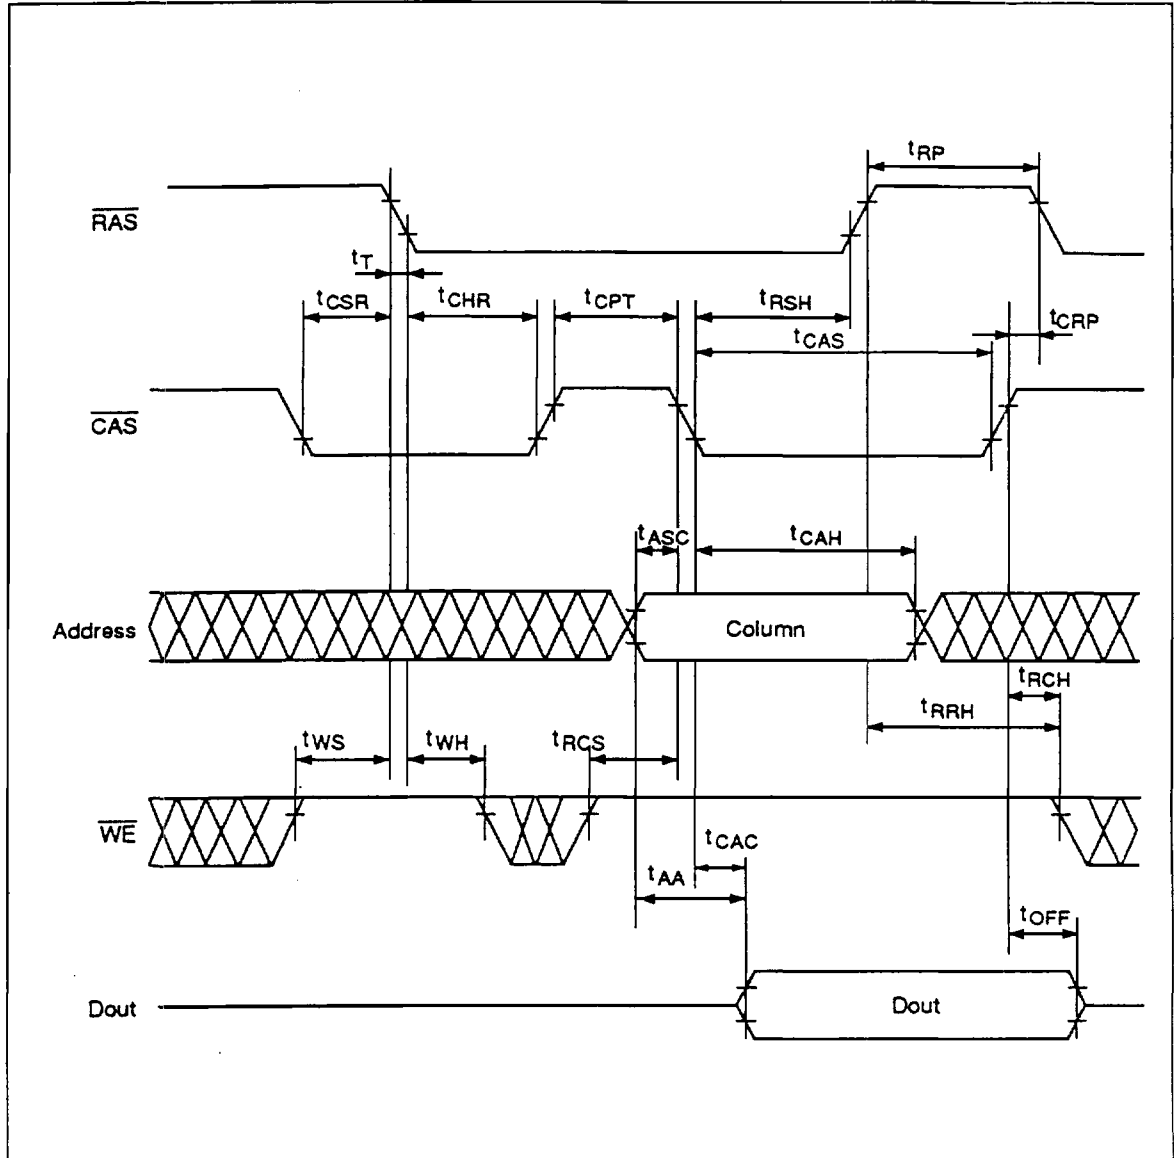 tRP
RAS
tT
tCSR
tCHR
tCPT
tRSH
tCRP
tCAS
CAS
tASC
tCAH
Address
Column
tRCH
tRRH
tWS
tWH
tRCS
WE
tCAC
tAA
tOFF
Dout
Dout